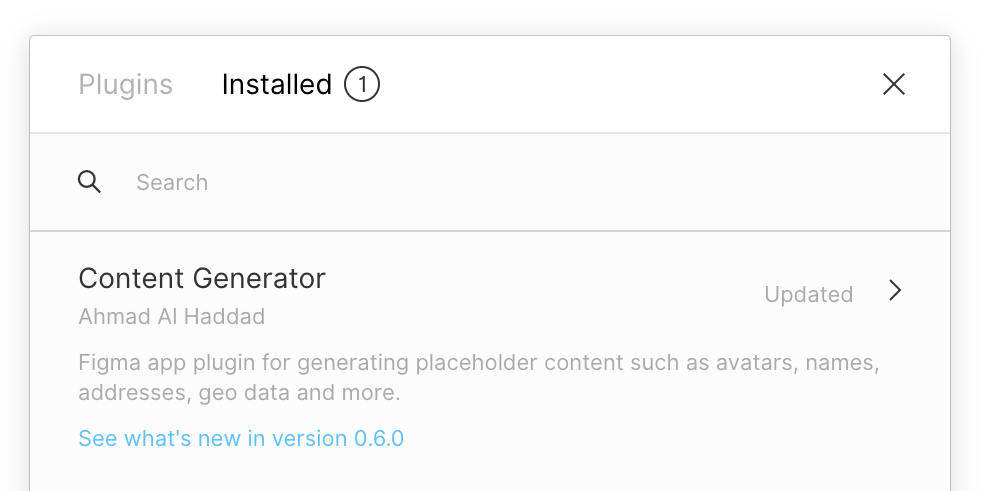 Plugins Installed 1
Search
Content Generator
Ahmad Al Haddad
Updated
Figma app plugin for generating placeholder content such as avatars, names,
addresses, geo data and more.
See what's new in version 0.6.0